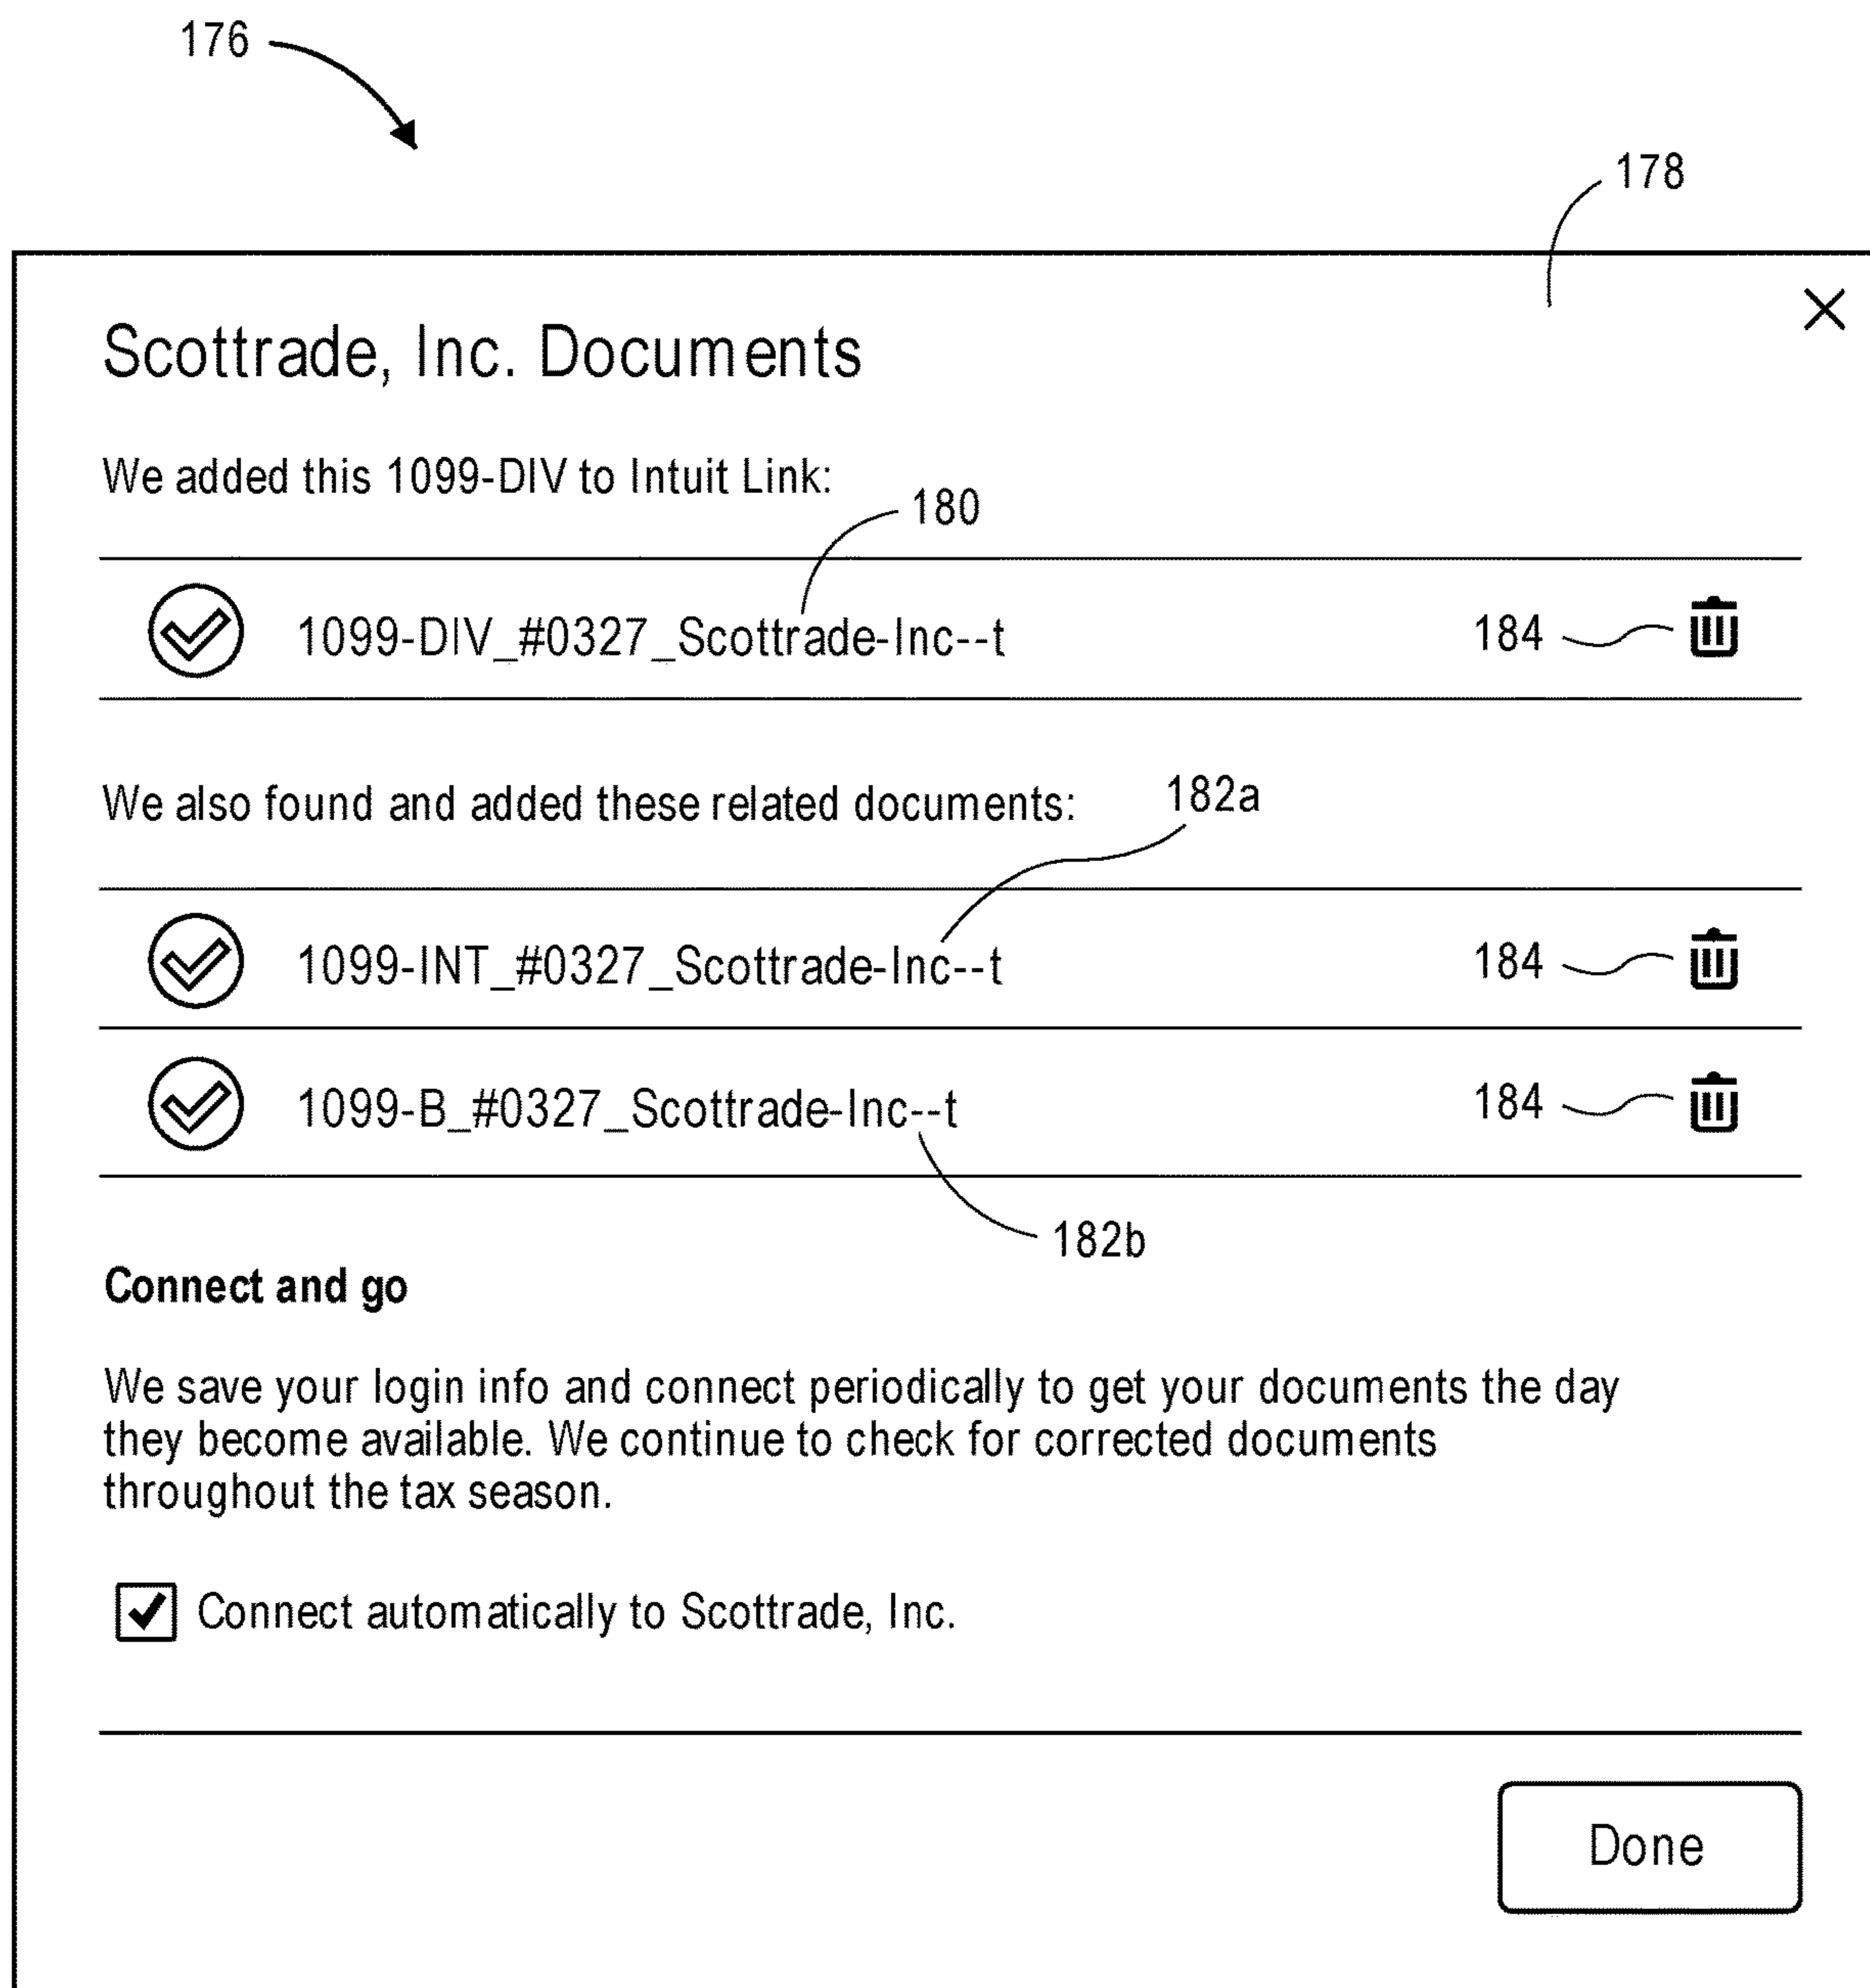 176
178
Scottrade, Inc. Documents
We added this 1099-DIV to Intuit Link:
180
1099-DIV_#0327_Scottrade-Inc--t
184
We also found and added these related documents:
182a
1099-INT_#0327_Scottrade-Inc--t
184
1099-B_#0327_Scottrade-Inc--t
184
182b
Connect and go
We save your login info and connect periodically to get your documents the day
they become available. We continue to check for corrected documents
throughout the tax season.
Connect automatically to Scottrade, Inc.
Done